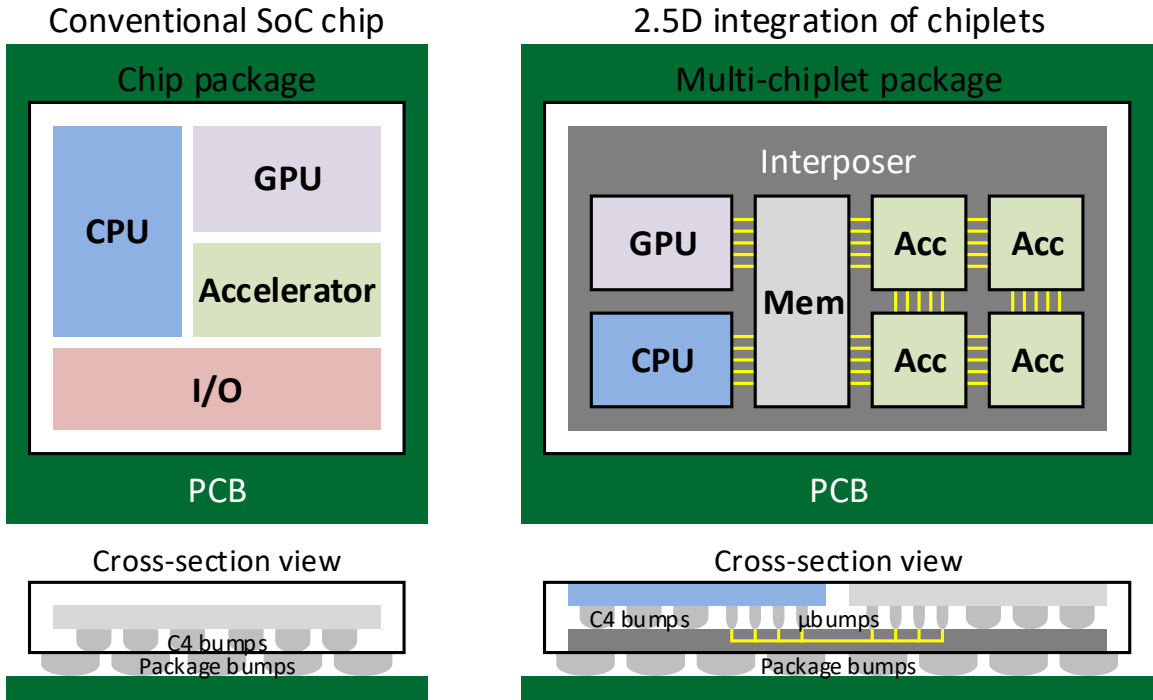 Conventional SoC chip
Chip package
CPU
GPU
Accelerator
I/O
PCB
Cross-section view
C4 bumps
Package bumps
2.5D integration of chiplets
Multi-chiplet package
Interposer
GPU
Mem
Acc
Acc
CPU
Acc
Acc
PCB
Cross-section view
C4 bumps
μbumps
Package bumps